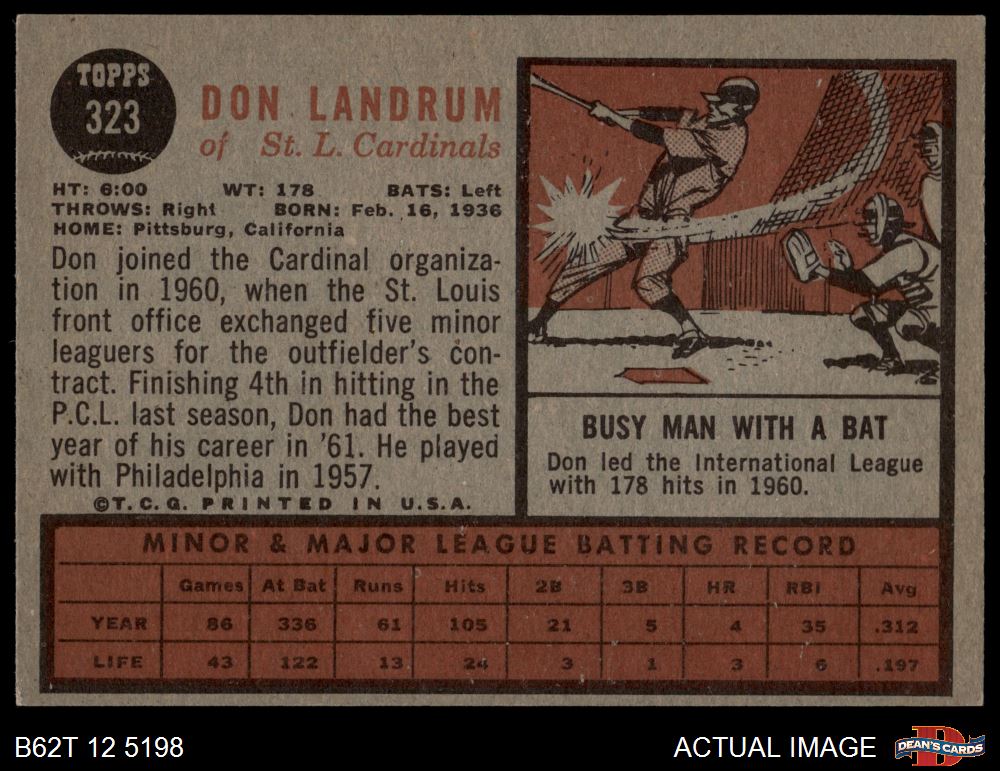 TOPPS
323
DON LANDRUM
of St. L. Cardinals
HT: 6:00 WT: 178 BATS: Left
THROWS: Right BORN: Feb. 16, 1936
HOME: Pittsburg, California
Don joined the Cardinal organiza-
tion in 1960, when the St. Louis
front office exchanged five minor
leaguers for the outfielder's con-
tract. Finishing 4th in hitting in the
P.C.L. last season, Don had the best
year of his career in '61. He played
with Philadelphia in 1957.
©T.C.G. PRINTED IN U.S.A.
BUSY MAN WITH A BAT
Don led the International League
with 178 hits in 1960.
MINOR & MAJOR LEAGUE BATTING RECORD
Games At Bat Runs Hits 2B 3B HR RBI Avg
YEAR 86 336 61 105 21 5 4 35 .312
LIFE 43 122 13 24 3 1 3 6 .197
B62T 12 5198
ACTUAL IMAGE
DEAN'S CARDS